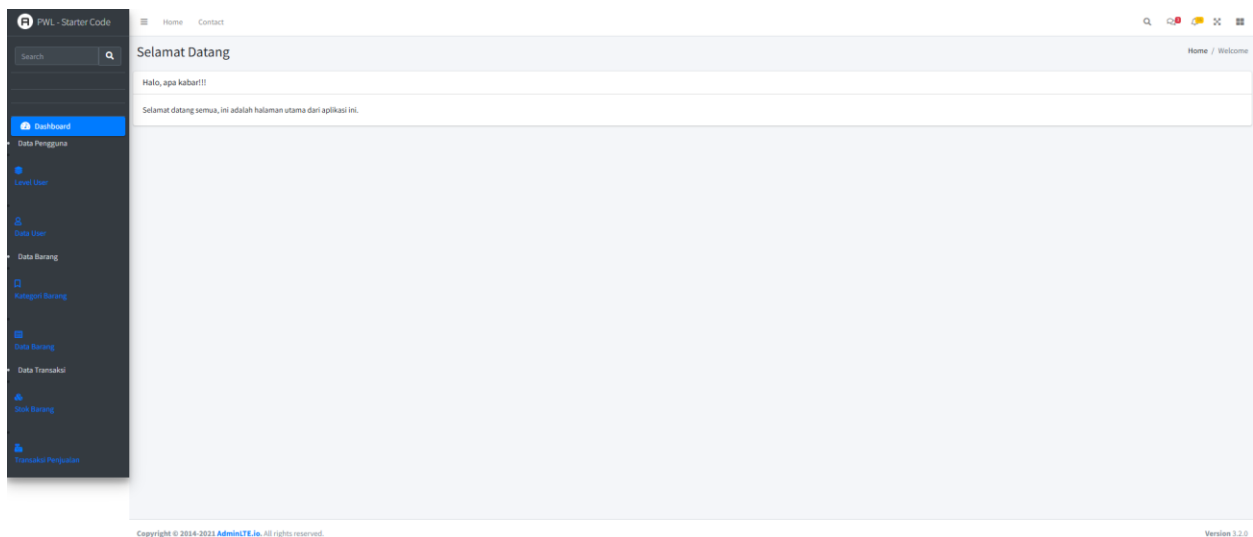 PWL - Starter Code
Home Contact
Search
Selamat Datang
Home / Welcome
Halo, apa kabar!!!
Selamat datang semua, ini adalah halaman utama dari aplikasi ini.
Dashboard
Data Pengguna
Level User
Data User
Data Barang
Kategori Barang
Data Barang
Data Transaksi
Stok Barang
Transaksi Penjualan
Copyright © 2014-2021 AdminLTE.io. All rights reserved.
Version 3.2.0